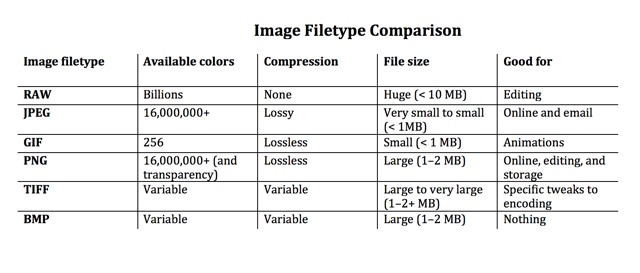 Image Filetype Comparison
Image filetype Available colors Compression File size Good for
RAW Billions None Huge (< 10 MB) Editing
JPEG 16,000,000+ Lossy Very small to small Online and email
(< 1MB)
GIF 256 Lossless Small (< 1 MB) Animations
PNG 16,000,000+ (and Lossless Large (1–2 MB) Online, editing, and
transparency) storage
TIFF Variable Variable Large to very large Specific tweaks to
(1–2+ MB) encoding
BMP Variable Variable Large (1–2 MB) Nothing